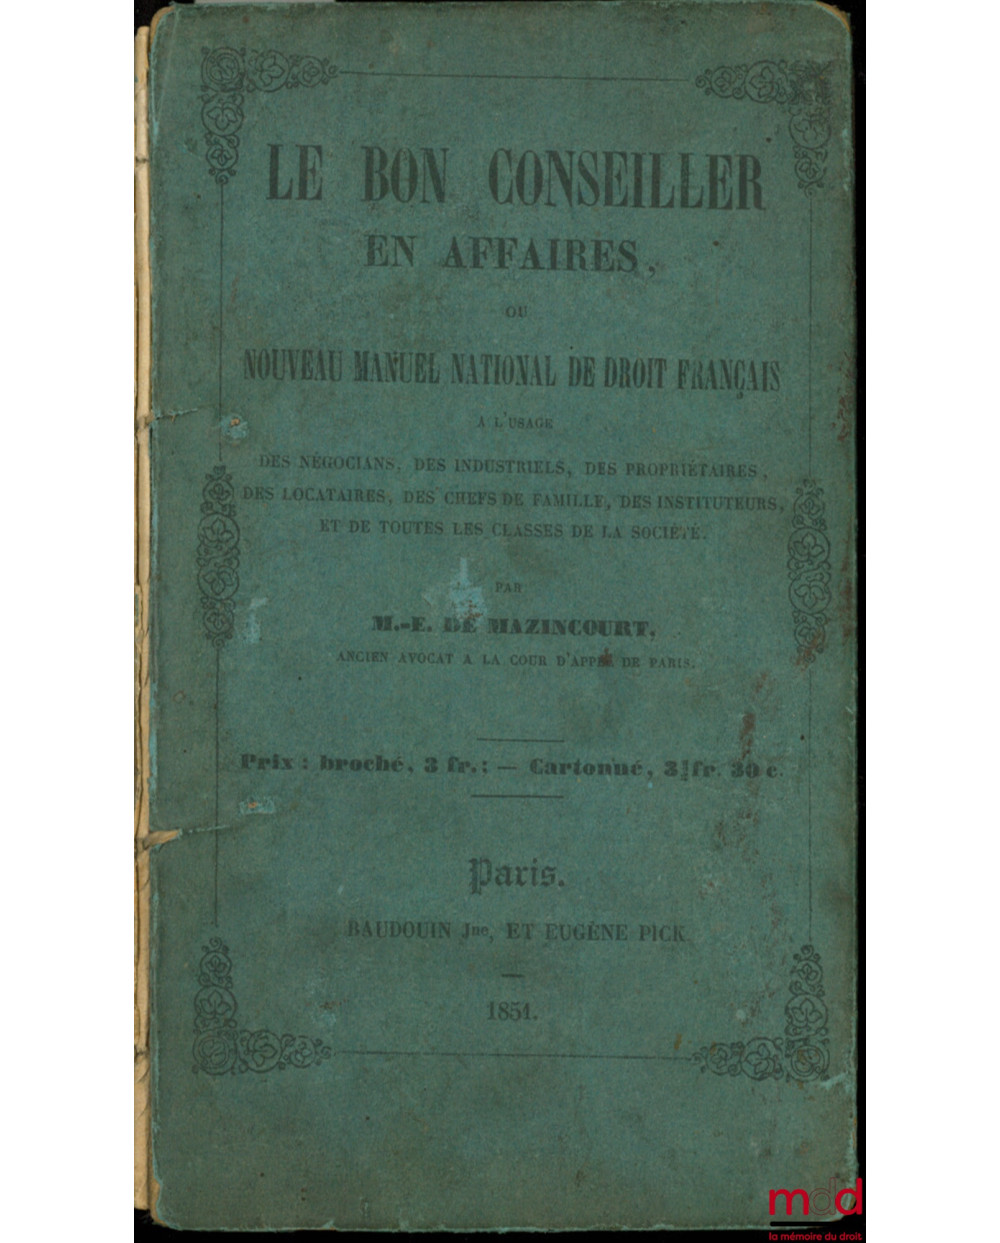 LE BON CONSEILLER
EN AFFAIRES,
OU
NOUVEAU MANUEL NATIONAL DE DROIT FRANÇAIS
A L'USAGE
DES NÉGOCIANS, DES INDUSTRIELS, DES PROPRIÉTAIRES,
DES LOCATAIRES, DES CHEFS DE FAMILLE, DES INSTITUTEURS,
ET DE TOUTES LES CLASSES DE LA SOCIÉTÉ.
PAR
M.-E. DE MAZINCOURT,
ANCIEN AVOCAT A LA COUR D'APPEL DE PARIS.
Prix : broché, 3 fr.; — Cartonné, 3 fr. 30 c.
Paris.
BAUDOUIN Jne, ET EUGÈNE PICK
1851.
mdd
la mémoire du droit